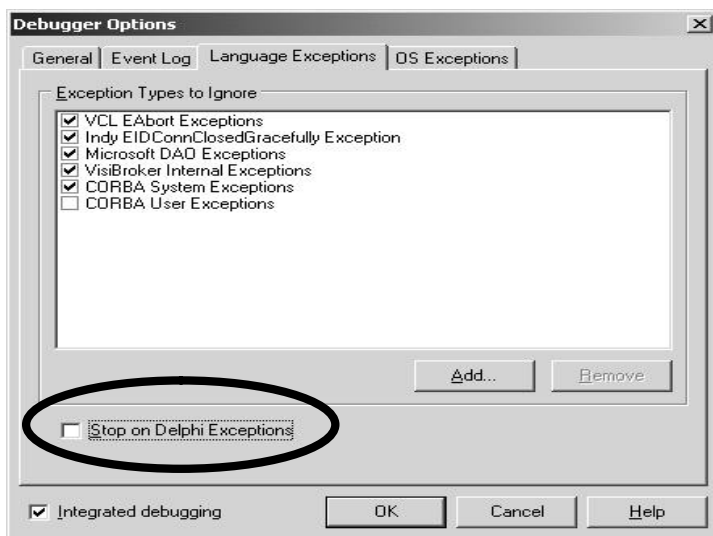 Debugger Options
General Event Log Language Exceptions OS Exceptions
Exception Types to Ignore
VCL EAbort Exceptions
Indy EIDConnClosedGracefully Exception
Microsoft DAO Exceptions
VisiBroker Internal Exceptions
CORBA System Exceptions
CORBA User Exceptions
Add... Remove
Stop on Delphi Exceptions
Integrated debugging OK Cancel Help